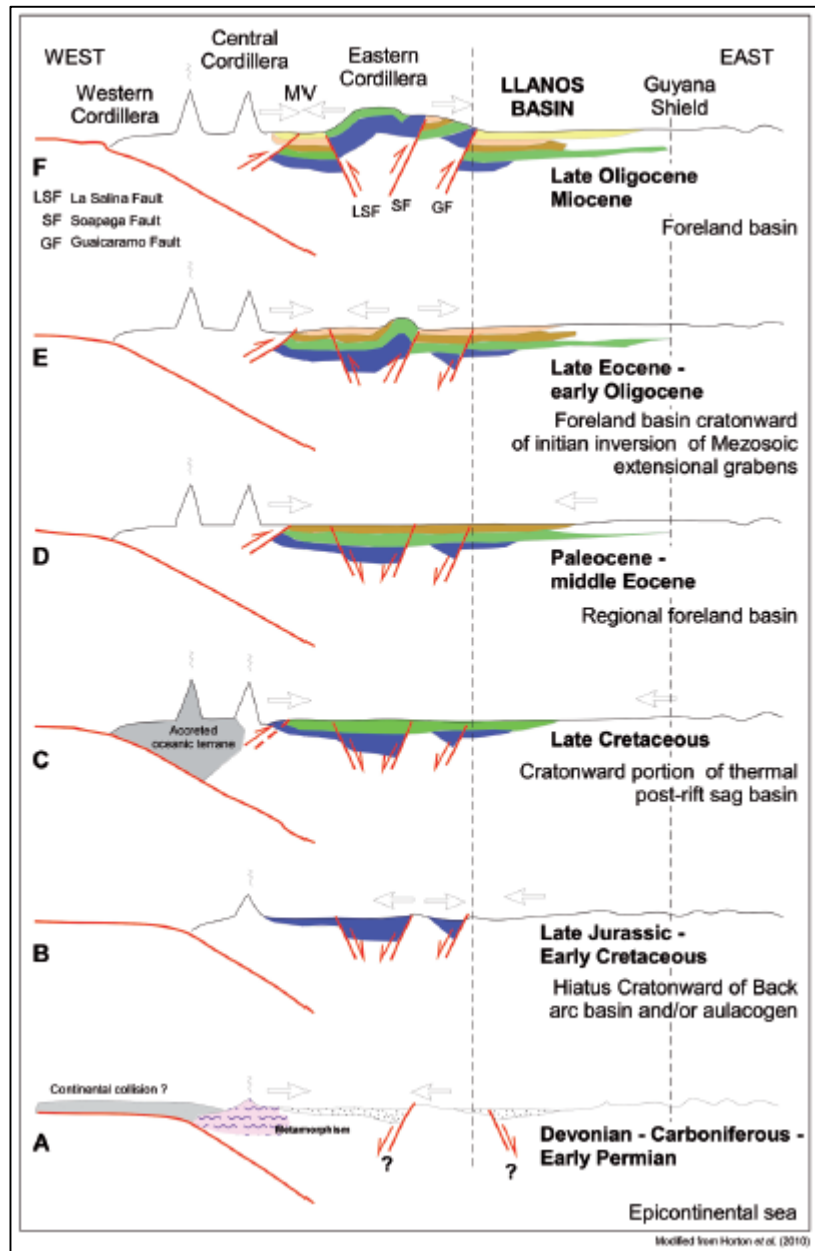 WEST
Central
Cordillera
Eastern
Cordillera
EAST
Western
Cordillera
MV
LLANOS
BASIN
Guyana
Shield
F
LSF La Salina Fault
SF Soapaga Fault
GF Guaicaramo Fault
LSF
SF
GF
Late Oligocene
Miocene
Foreland basin
E
Late Eocene -
early Oligocene
Foreland basin cratonward
of initian inversion of Mezosoic
extensional grabens
D
Paleocene -
middle Eocene
Regional foreland basin
Accreted
oceanic terrane
C
Late Cretaceous
Cratonward portion of thermal
post-rift sag basin
B
Late Jurassic -
Early Cretaceous
Hiatus Cratonward of Back
arc basin and/or aulacogen
Continental collision ?
Metamorphism
A
?
?
Devonian - Carboniferous -
Early Permian
Epicontinental sea
Modified from Horton et al. (2010)